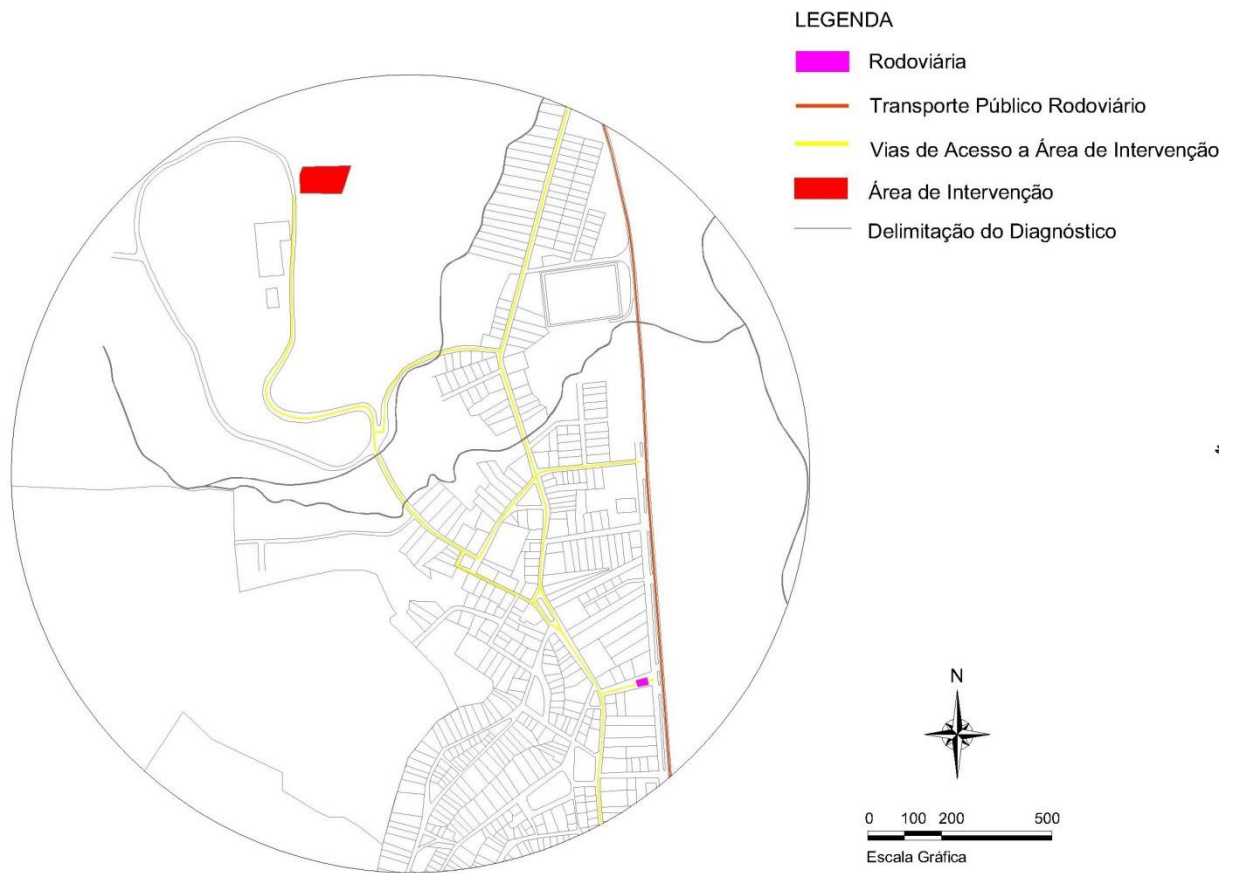 LEGENDA
Rodoviária
Transporte Público Rodoviário
Vias de Acesso a Área de Intervenção
Área de Intervenção
Delimitação do Diagnóstico
N
0 100 200 500
Escala Gráfica